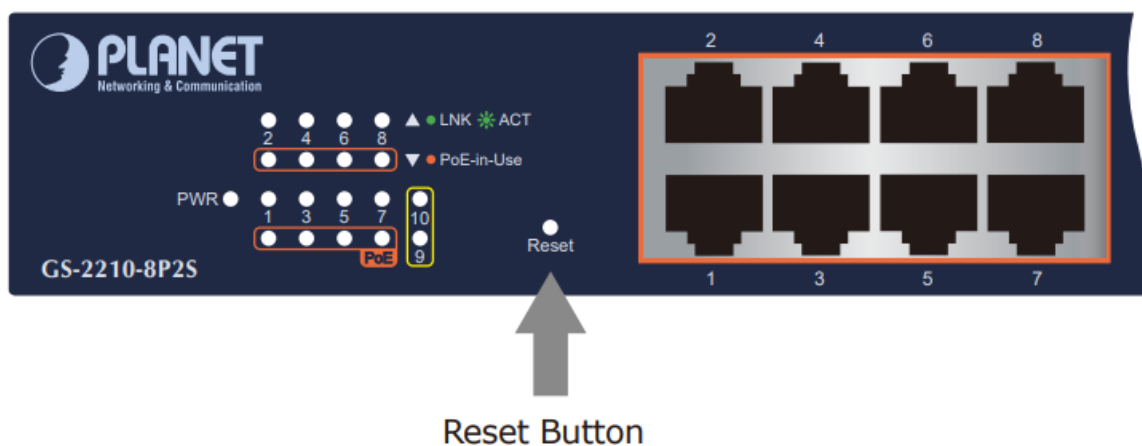 PLANET
Networking & Communication
2 4 6 8
LNK ACT
2 4 6 8
PoE-in-Use
PWR
1 3 5 7 10
PoE 9
Reset
GS-2210-8P2S
1 3 5 7
Reset Button